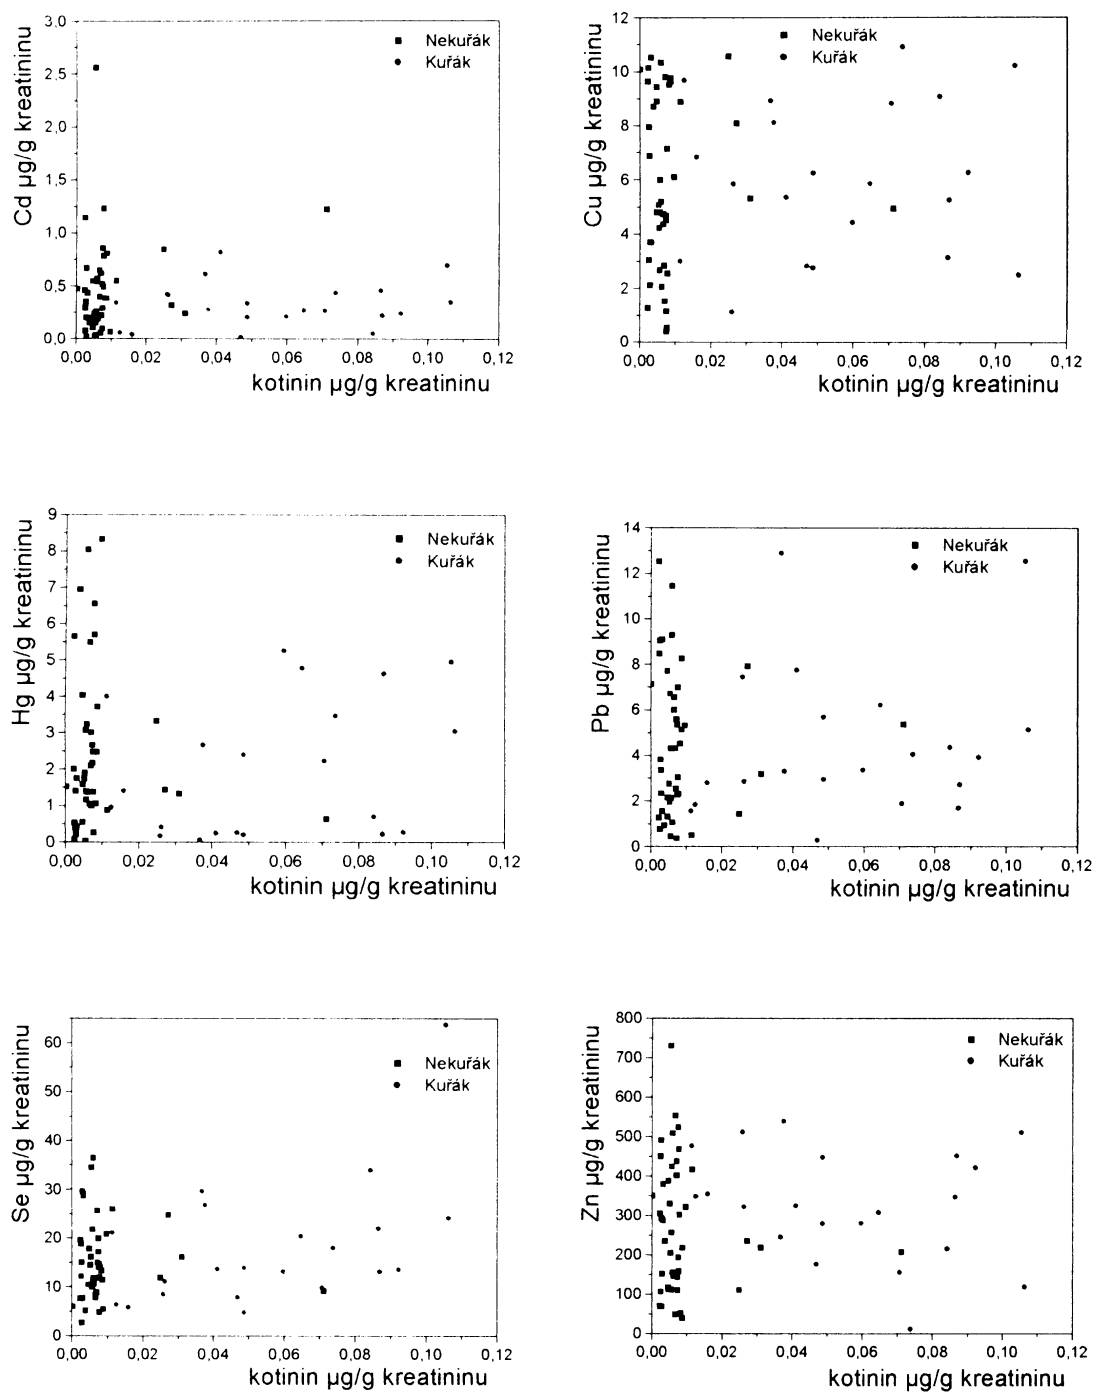 3,0
2,5
2,0
1,5
1,0
0,5
0,0
Cd µg/g kreatininu
Nekuřák
Kuřák
0,00 0,02 0,04 0,06 0,08 0,10 0,12
kotinin µg/g kreatininu
12
10
8
6
4
2
0
Cu µg/g kreatininu
Nekuřák
Kuřák
0,00 0,02 0,04 0,06 0,08 0,10 0,12
kotinin µg/g kreatininu
9
8
7
6
5
4
3
2
1
0
Hg µg/g kreatininu
Nekuřák
Kuřák
0,00 0,02 0,04 0,06 0,08 0,10 0,12
kotinin µg/g kreatininu
14
12
10
8
6
4
2
0
Pb µg/g kreatininu
Nekuřák
Kuřák
0,00 0,02 0,04 0,06 0,08 0,10 0,12
kotinin µg/g kreatininu
60
50
40
30
20
10
0
Se µg/g kreatininu
Nekuřák
Kuřák
0,00 0,02 0,04 0,06 0,08 0,10 0,12
kotinin µg/g kreatininu
800
700
600
500
400
300
200
100
0
Zn µg/g kreatininu
Nekuřák
Kuřák
0,00 0,02 0,04 0,06 0,08 0,10 0,12
kotinin µg/g kreatininu